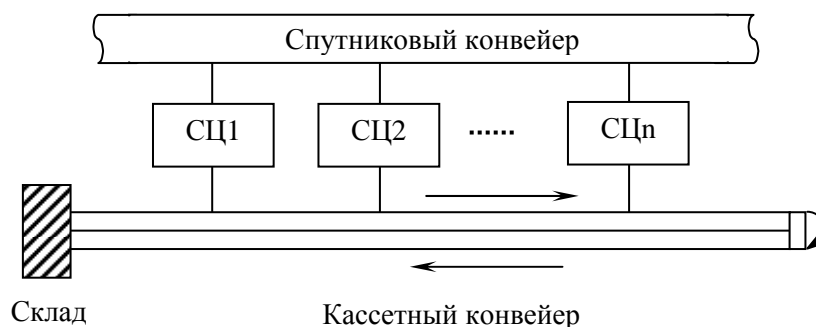 Спутниковый конвейер
СЦ1
СЦ2
......
СЦn
Склад
Кассетный конвейер